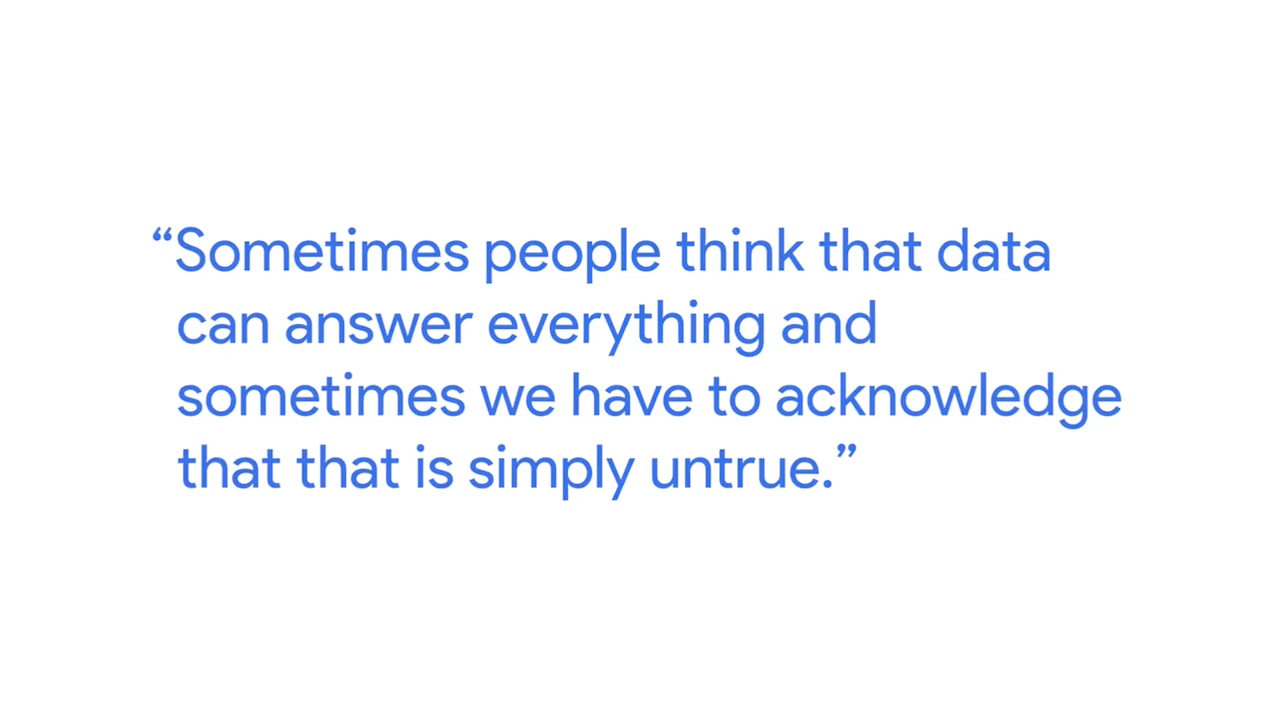 “Sometimes people think that data
can answer everything and
sometimes we have to acknowledge
that that is simply untrue.”